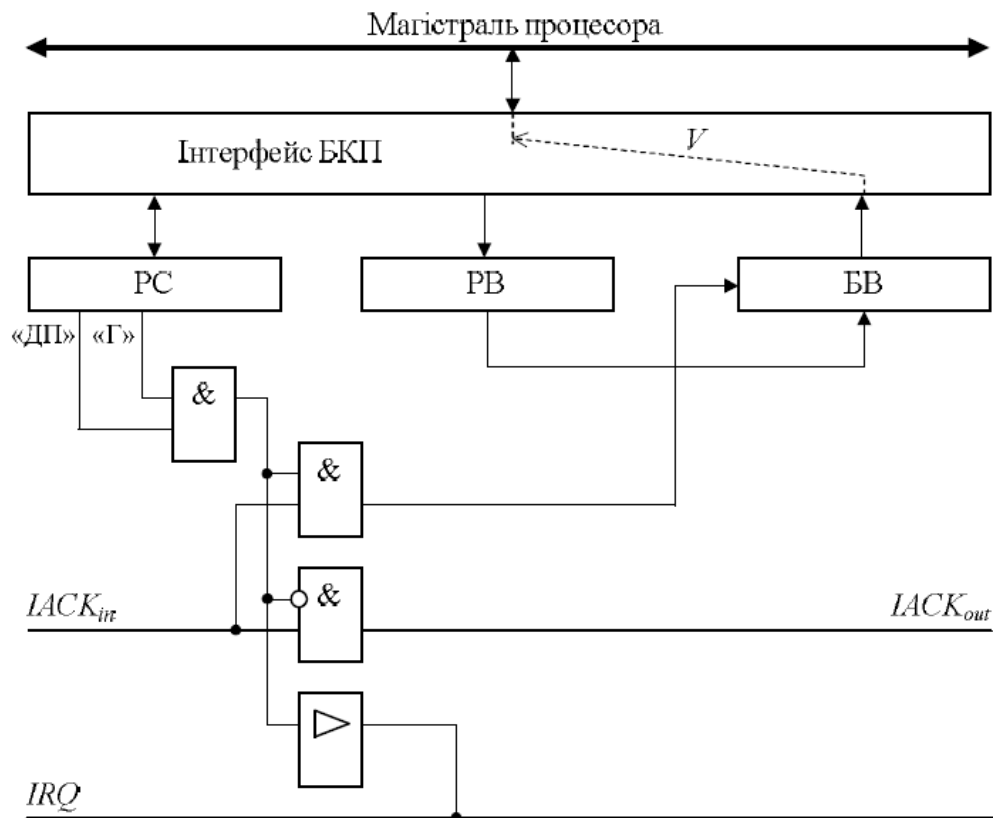 Магістраль процесора
Інтерфейс БКП
V
РС
РВ
БВ
«ДП» «Г»
&
&
&
IACKin
IACKout
IRQ